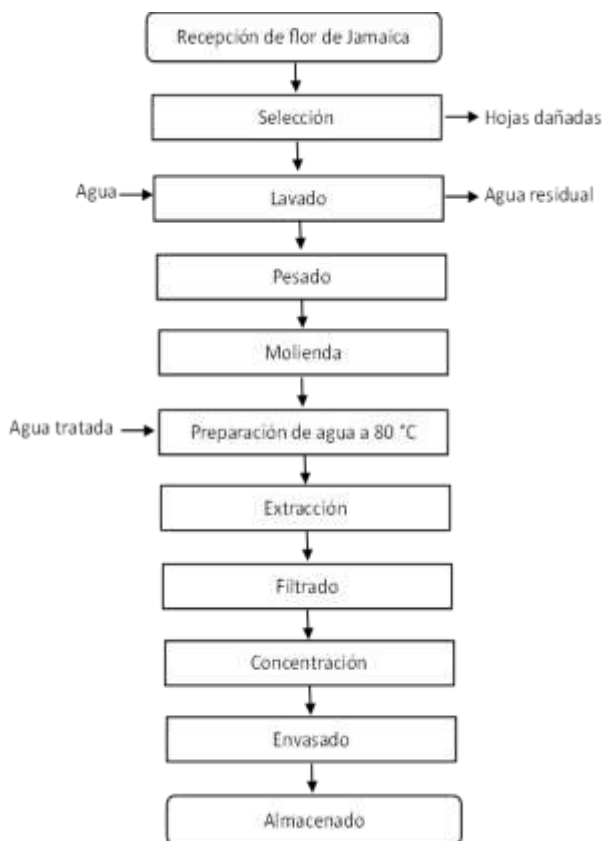 Recepción de flor de Jamaica
Selección
Hojas dañadas
Agua
Lavado
Agua residual
Pesado
Molienda
Agua tratada
Preparación de agua a 80 °C
Extracción
Filtrado
Concentración
Envasado
Almacenado